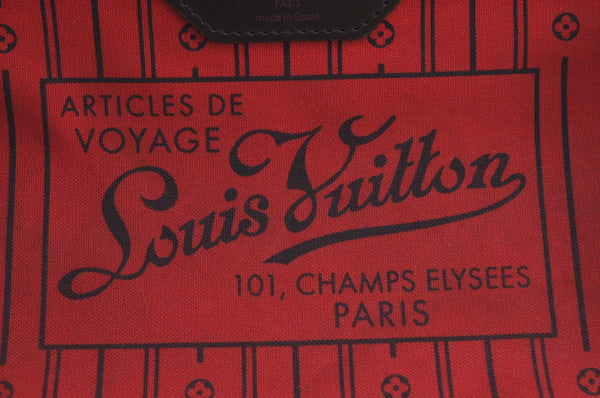 PARIS
made in Spain
ARTICLES DE
VOYAGE
Louis Vuitton
101, CHAMPS ELYSEES
PARIS